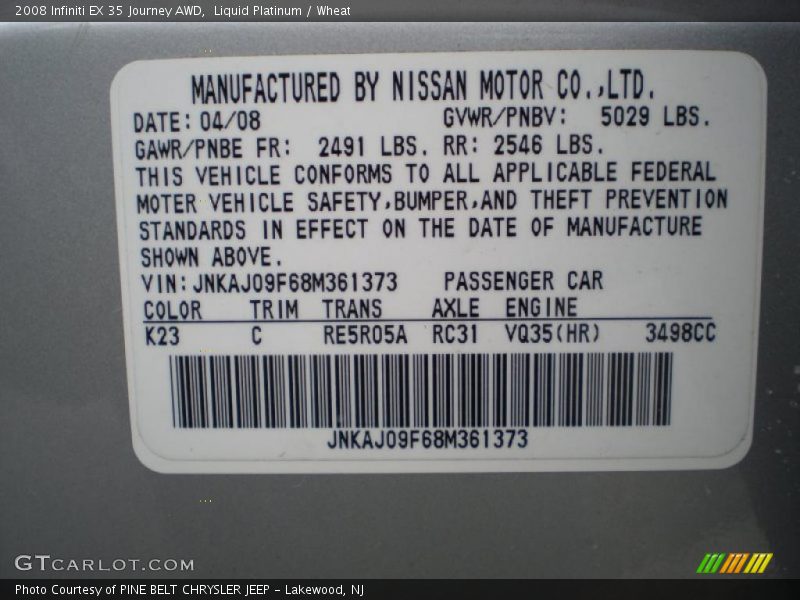 2008 Infiniti EX 35 Journey AWD, Liquid Platinum / Wheat
MANUFACTURED BY NISSAN MOTOR CO.,LTD.
DATE: 04/08 GVWR/PNBV: 5029 LBS.
GAWR/PNBE FR: 2491 LBS. RR: 2546 LBS.
THIS VEHICLE CONFORMS TO ALL APPLICABLE FEDERAL
MOTER VEHICLE SAFETY,BUMPER,AND THEFT PREVENTION
STANDARDS IN EFFECT ON THE DATE OF MANUFACTURE
SHOWN ABOVE.
VIN: JNKAJ09F68M361373 PASSENGER CAR
COLOR TRIM TRANS AXLE ENGINE
K23 C RE5R05A RC31 VQ35(HR) 3498CC
JNKAJ09F68M361373
GTCARLOT.COM
Photo Courtesy of PINE BELT CHRYSLER JEEP - Lakewood, NJ